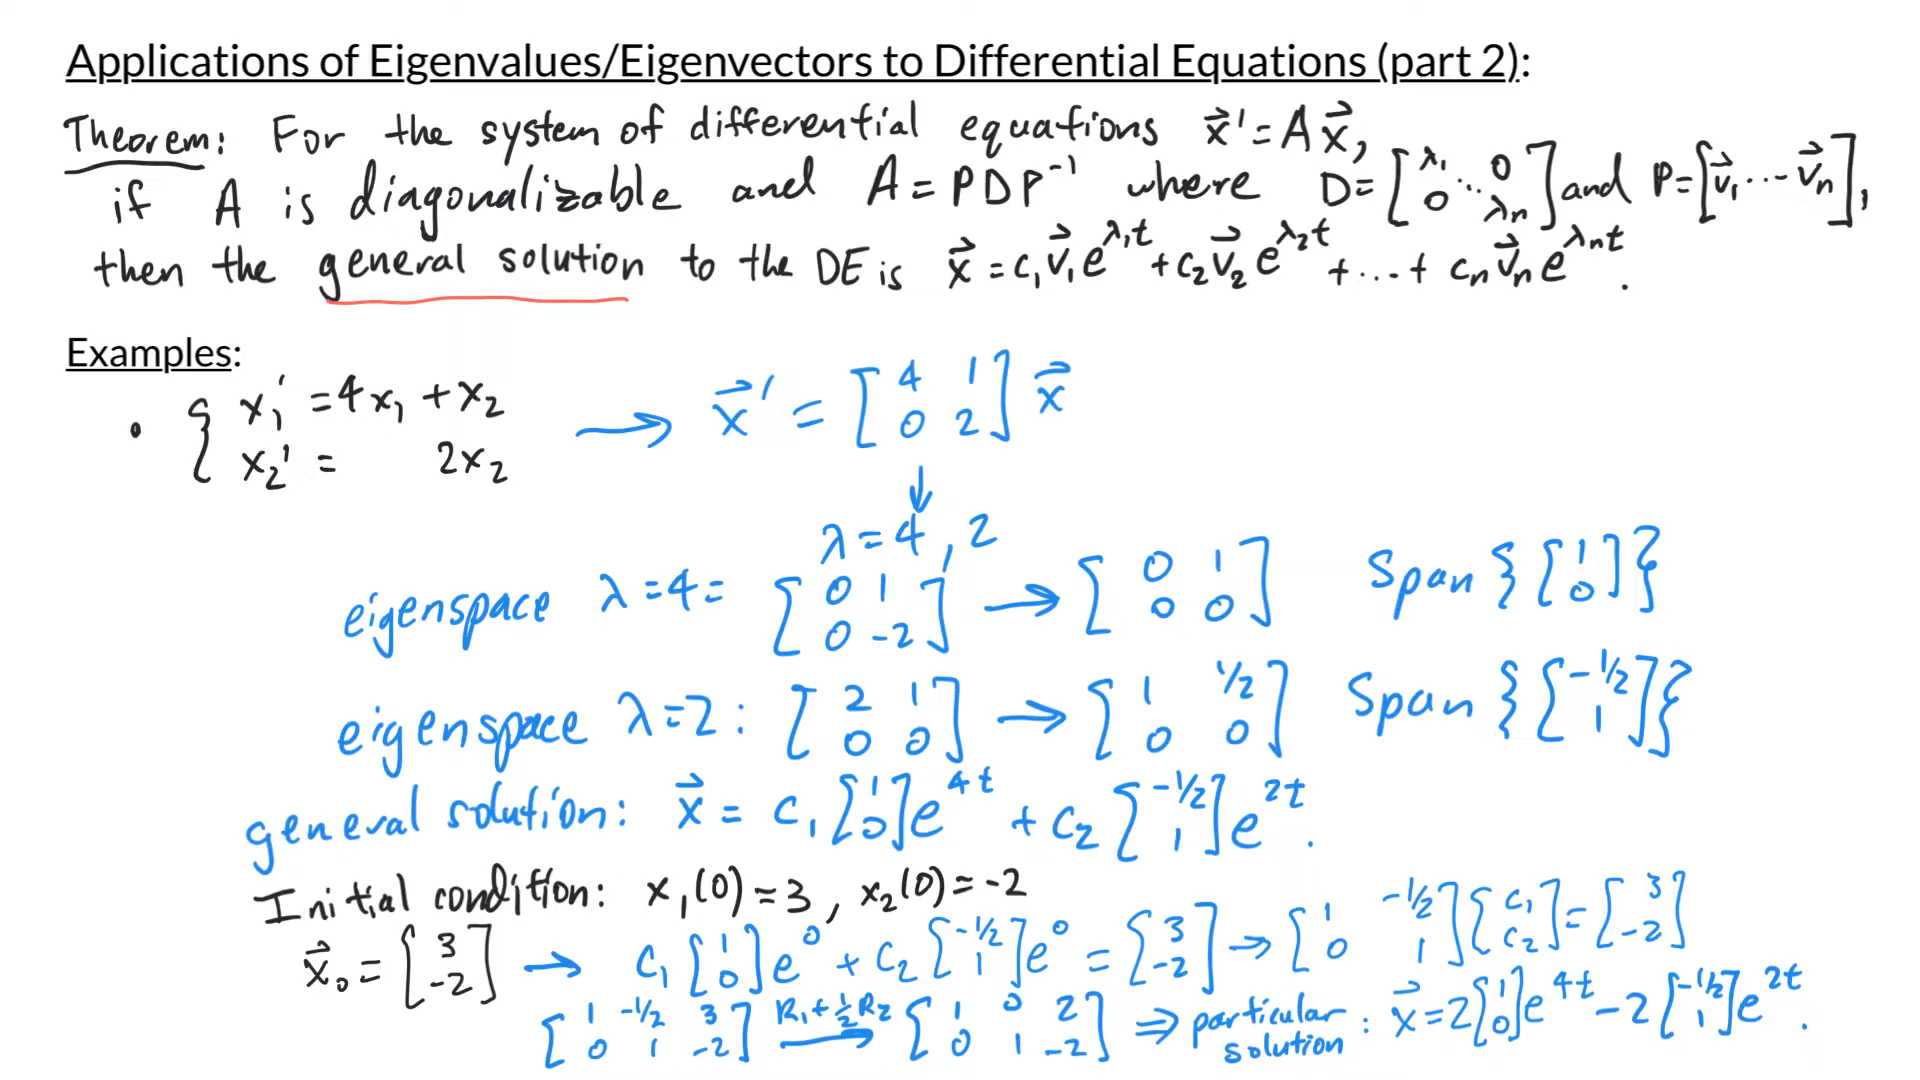 Applications of Eigenvalues/Eigenvectors to Differential Equations (part 2):
Theorem: For the system of differential equations x⃗' = Ax⃗,
if A is diagonalizable and A = PDP⁻¹ where D = [λ₁ ⋱ 0; 0 λₙ] and P = [v⃗₁ ... v⃗ₙ],
then the general solution to the DE is x⃗ = c₁v⃗₁e^{λ₁t} + c₂v⃗₂e^{λ₂t} + ... + cₙv⃗ₙe^{λₙt}.
Examples:
• { x₁' = 4x₁ + x₂ → x⃗' = [4 1; 0 2] x⃗
x₂' = 2x₂
↓
λ = 4, 2
eigenspace λ=4 = [0 1; 0 -2] → [0 1; 0 0] Span {[1; 0]}
eigenspace λ=2: [2 1; 0 0] → [1 1/2; 0 0] Span {[-1/2; 1]}
general solution: x⃗ = c₁[1; 0]e^{4t} + c₂[-1/2; 1]e^{2t}.
Initial condition: x₁(0) = 3, x₂(0) = -2
x⃗₀ = [3; -2] → c₁[1; 0]e⁰ + c₂[-1/2; 1]e⁰ = [3; -2] → [1 -1/2; 0 1][c₁; c₂] = [3; -2]
[1 -1/2 3; 0 1 -2] R₁+½R₂ → [1 0 2; 0 1 -2] ⇒ particular solution : x⃗ = 2[1; 0]e^{4t} - 2[-1/2; 1]e^{2t}.